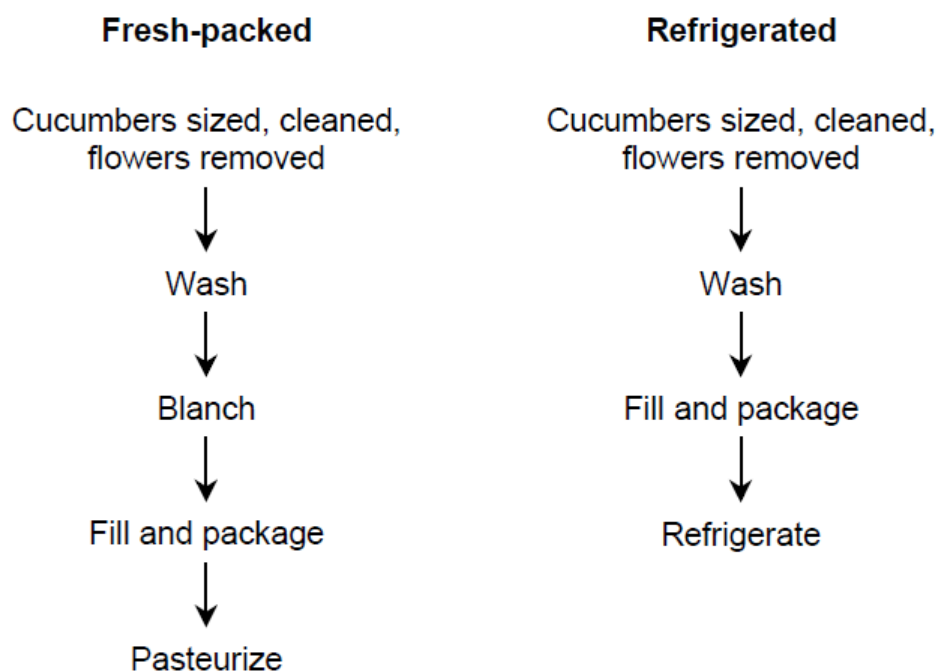 Fresh-packed
Cucumbers sized, cleaned,
flowers removed
Wash
Blanch
Fill and package
Pasteurize
Refrigerated
Cucumbers sized, cleaned,
flowers removed
Wash
Fill and package
Refrigerate